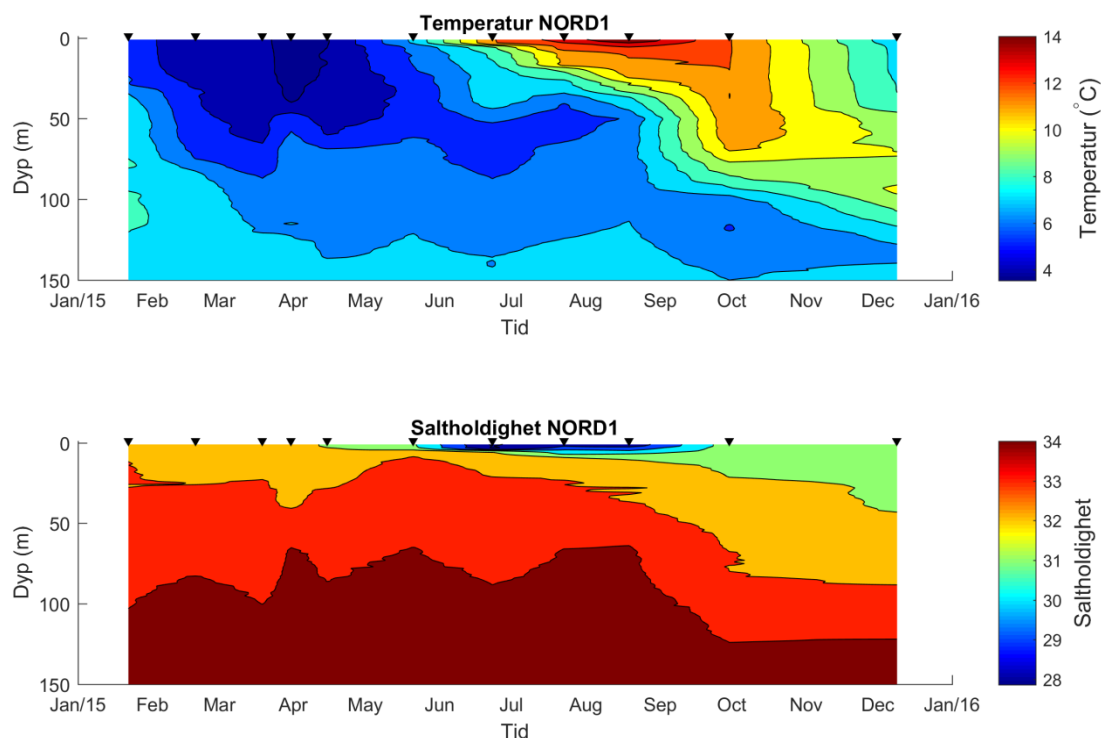 Temperatur NORD1
0
50
100
150
Dyp (m)
Jan/15 Feb Mar Apr May Jun Jul Aug Sep Oct Nov Dec Jan/16
Tid
14
12
10
8
6
4
Temperatur (°C)
Saltholdighet NORD1
0
50
100
150
Dyp (m)
Jan/15 Feb Mar Apr May Jun Jul Aug Sep Oct Nov Dec Jan/16
Tid
34
33
32
31
30
29
28
Saltholdighet